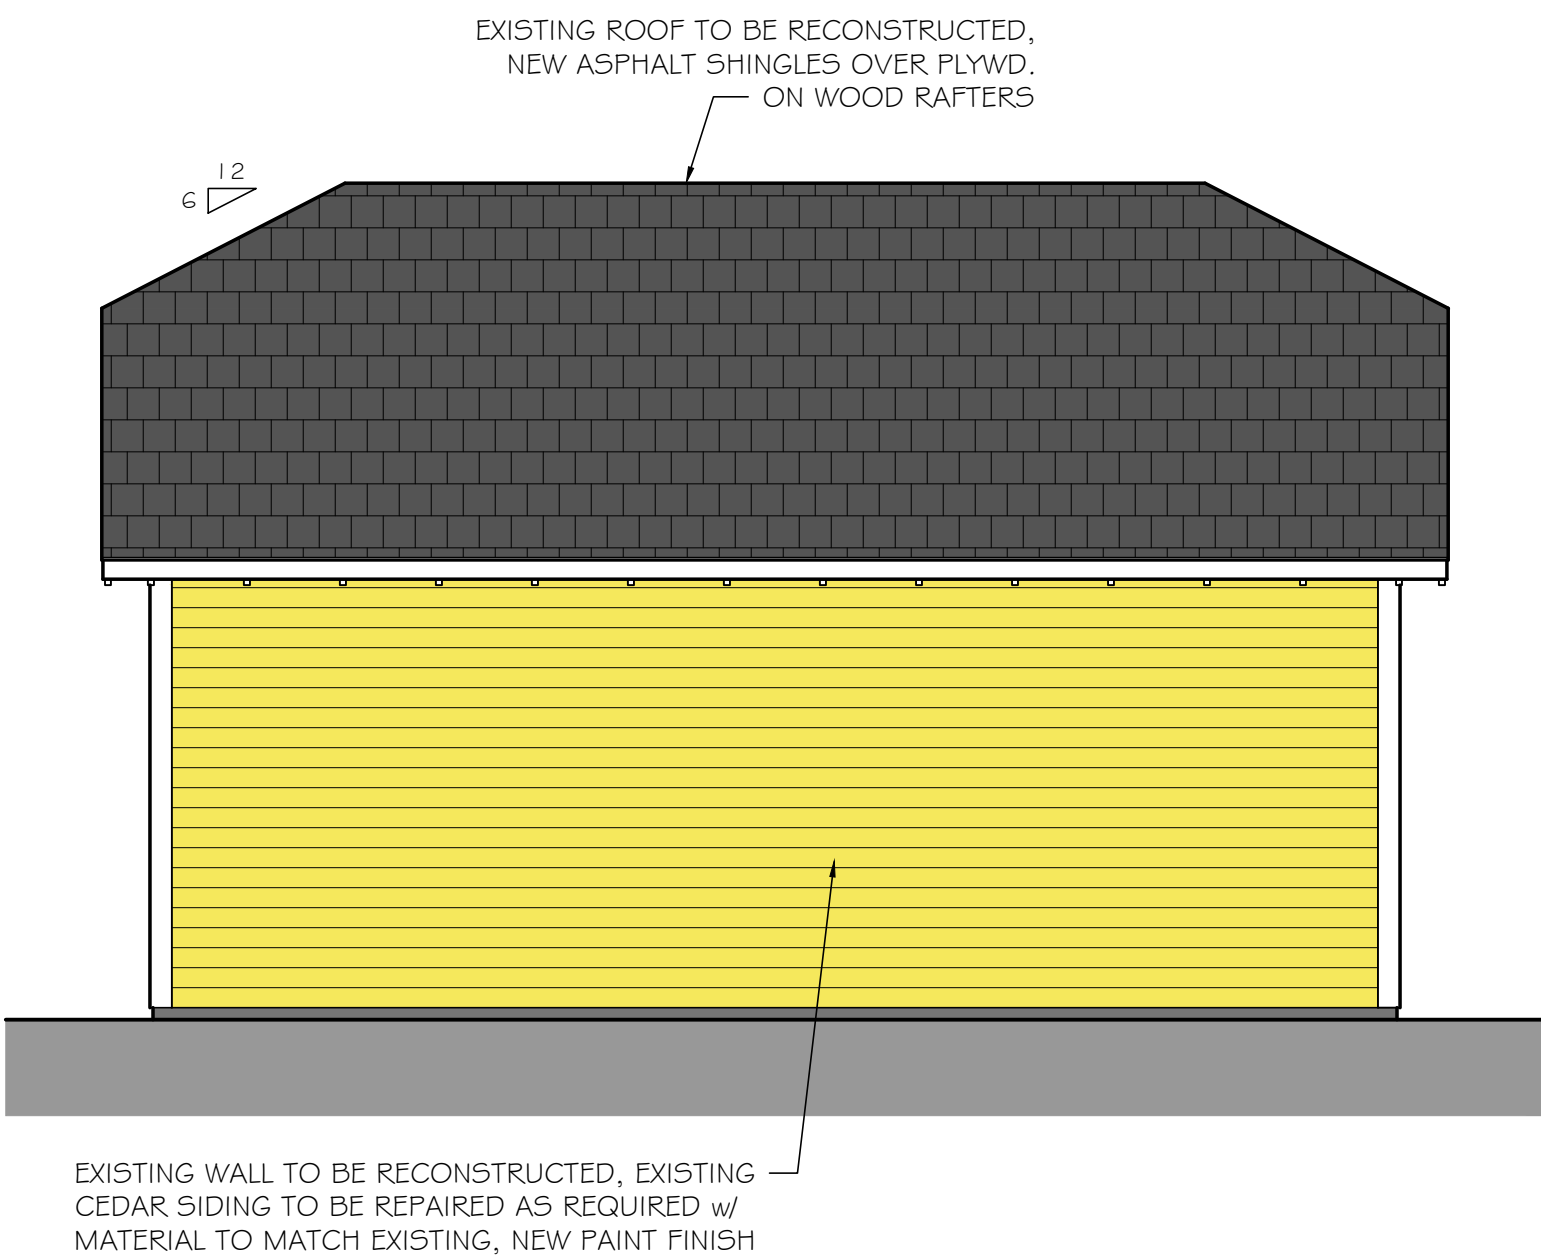 EXISTING ROOF TO BE RECONSTRUCTED,
NEW ASPHALT SHINGLES OVER PLYWD.
ON WOOD RAFTERS
12
6
EXISTING WALL TO BE RECONSTRUCTED, EXISTING
CEDAR SIDING TO BE REPAIRED AS REQUIRED w/
MATERIAL TO MATCH EXISTING, NEW PAINT FINISH